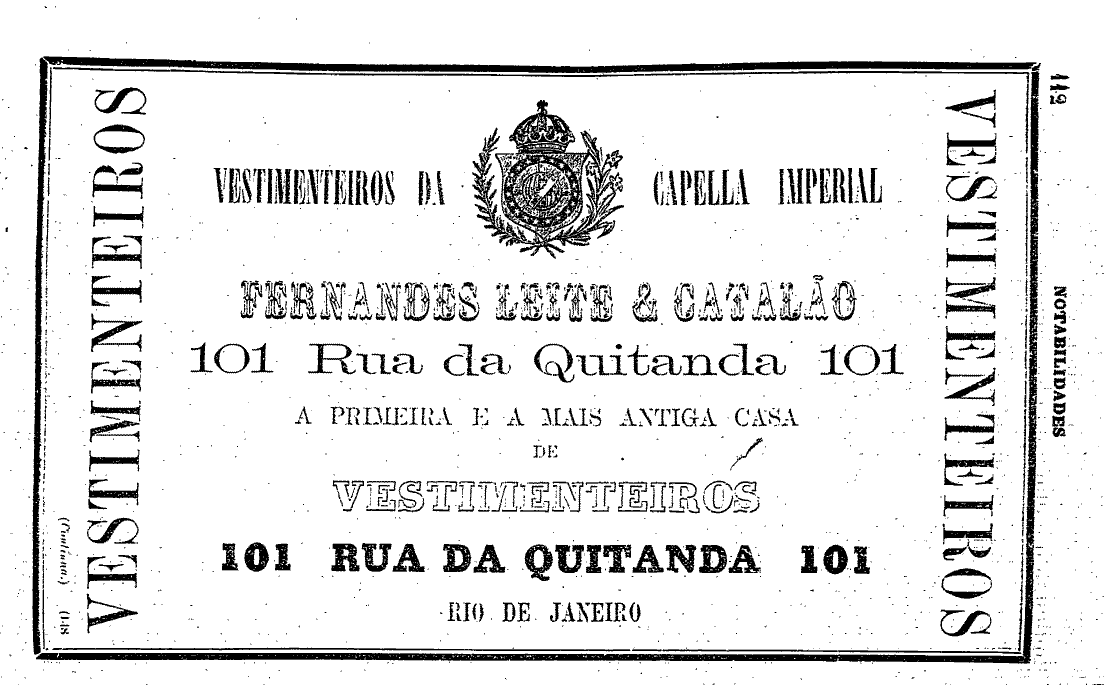 112
NOTABILIDADES
VESTIMENTEIROS
VESTIMENTEIROS DA CAPELLA IMPERIAL
FERNANDES LEITE & CATALÃO
101 Rua da Quitanda 101
A PRIMEIRA E A MAIS ANTIGA CASA
DE
VESTIMENTEIROS
101 RUA DA QUITANDA 101
RIO DE JANEIRO
VESTIMENTEIROS